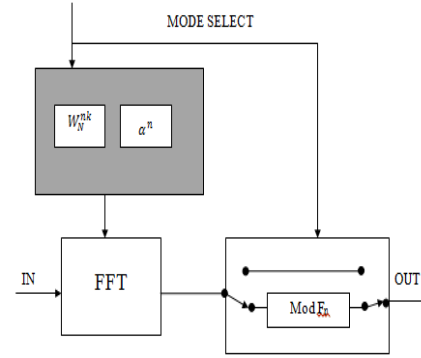 MODE SELECT
W_N^{nk}
α^n
IN
FFT
OUT
Mod F_n